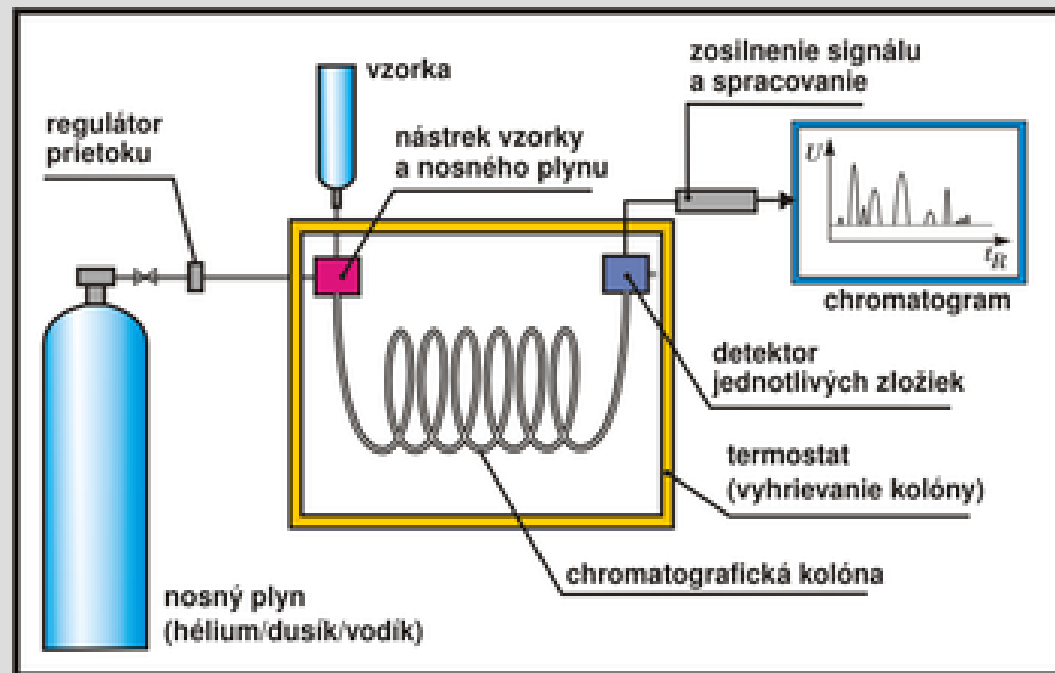 zosilnenie signálu
a spracovanie
vzorka
regulátor
prietoku
nástrek vzorky
a nosného plynu
U
t_R
chromatogram
detektor
jednotlivých zložiek
termostat
(vyhrievanie kolóny)
chromatografická kolóna
nosný plyn
(hélium/dusík/vodík)